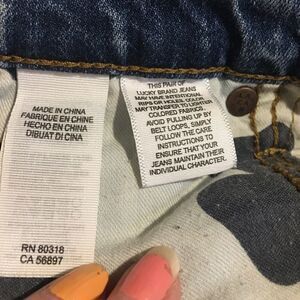 MADE IN CHINA
FABRIQUE EN CHINE
HECHO EN CHINA
DIBUAT DI CINA
RN 80318
CA 56897
THIS PAIR OF
LUCKY BRAND JEANS
MAY HAVE INTENTIONAL
RIPS OR HOLES. COLOR
MAY TRANSFER TO LIGHTER
COLORED FABRICS.
AVOID PULLING UP BY
BELT LOOPS, SIMPLY
FOLLOW THE CARE
INSTRUCTIONS TO
ENSURE THAT YOUR
JEANS MAINTAIN THEIR
INDIVIDUAL CHARACTER.